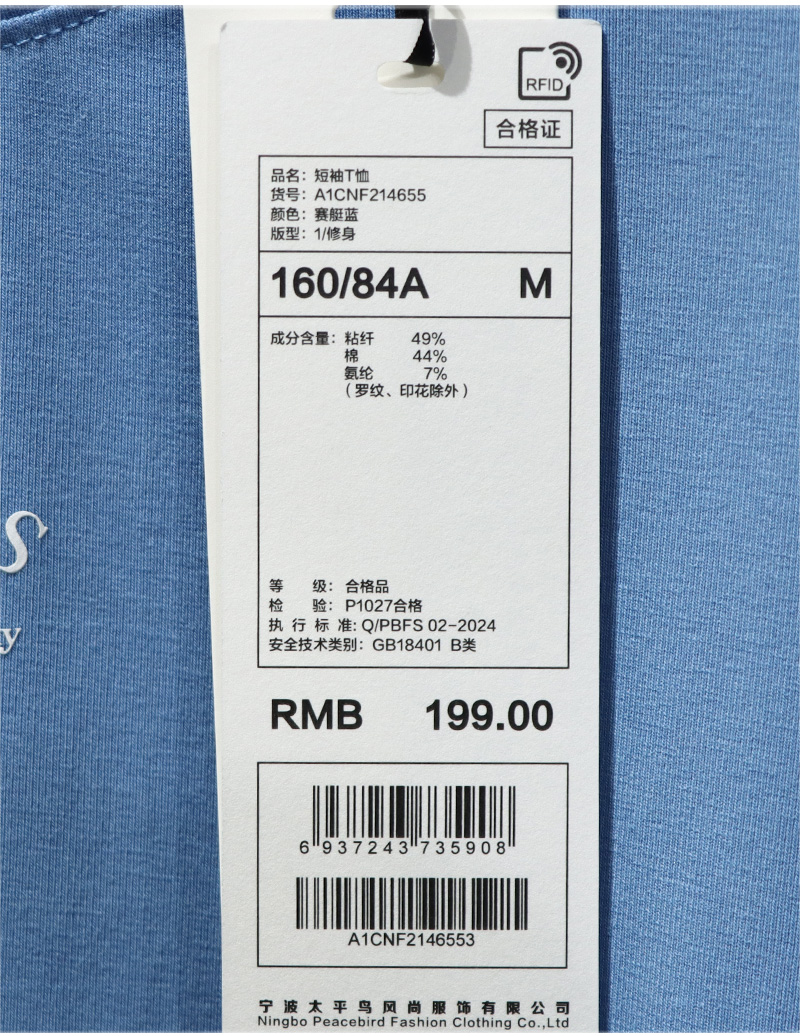 RFID
合格证
品名：短袖T恤
货号：A1CNF214655
颜色：赛艇蓝
版型：1/修身
160/84A M
成分含量：粘纤 49%
棉 44%
氨纶 7%
（罗纹、印花除外）
等 级：合格品
检 验：P1027合格
执 行 标 准: Q/PBFS 02-2024
安全技术类别：GB18401 B类
RMB 199.00
6 937243 735908
A1CNF2146553
宁波太平鸟风尚服饰有限公司
Ningbo Peacebird Fashion Clothing Co.,Ltd
S
y